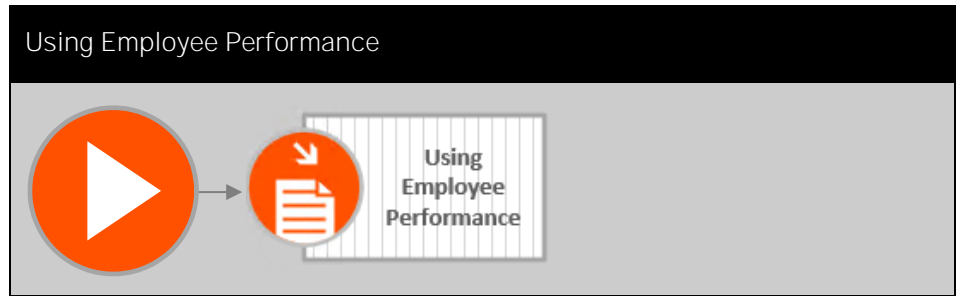 Using Employee Performance
Using
Employee
Performance